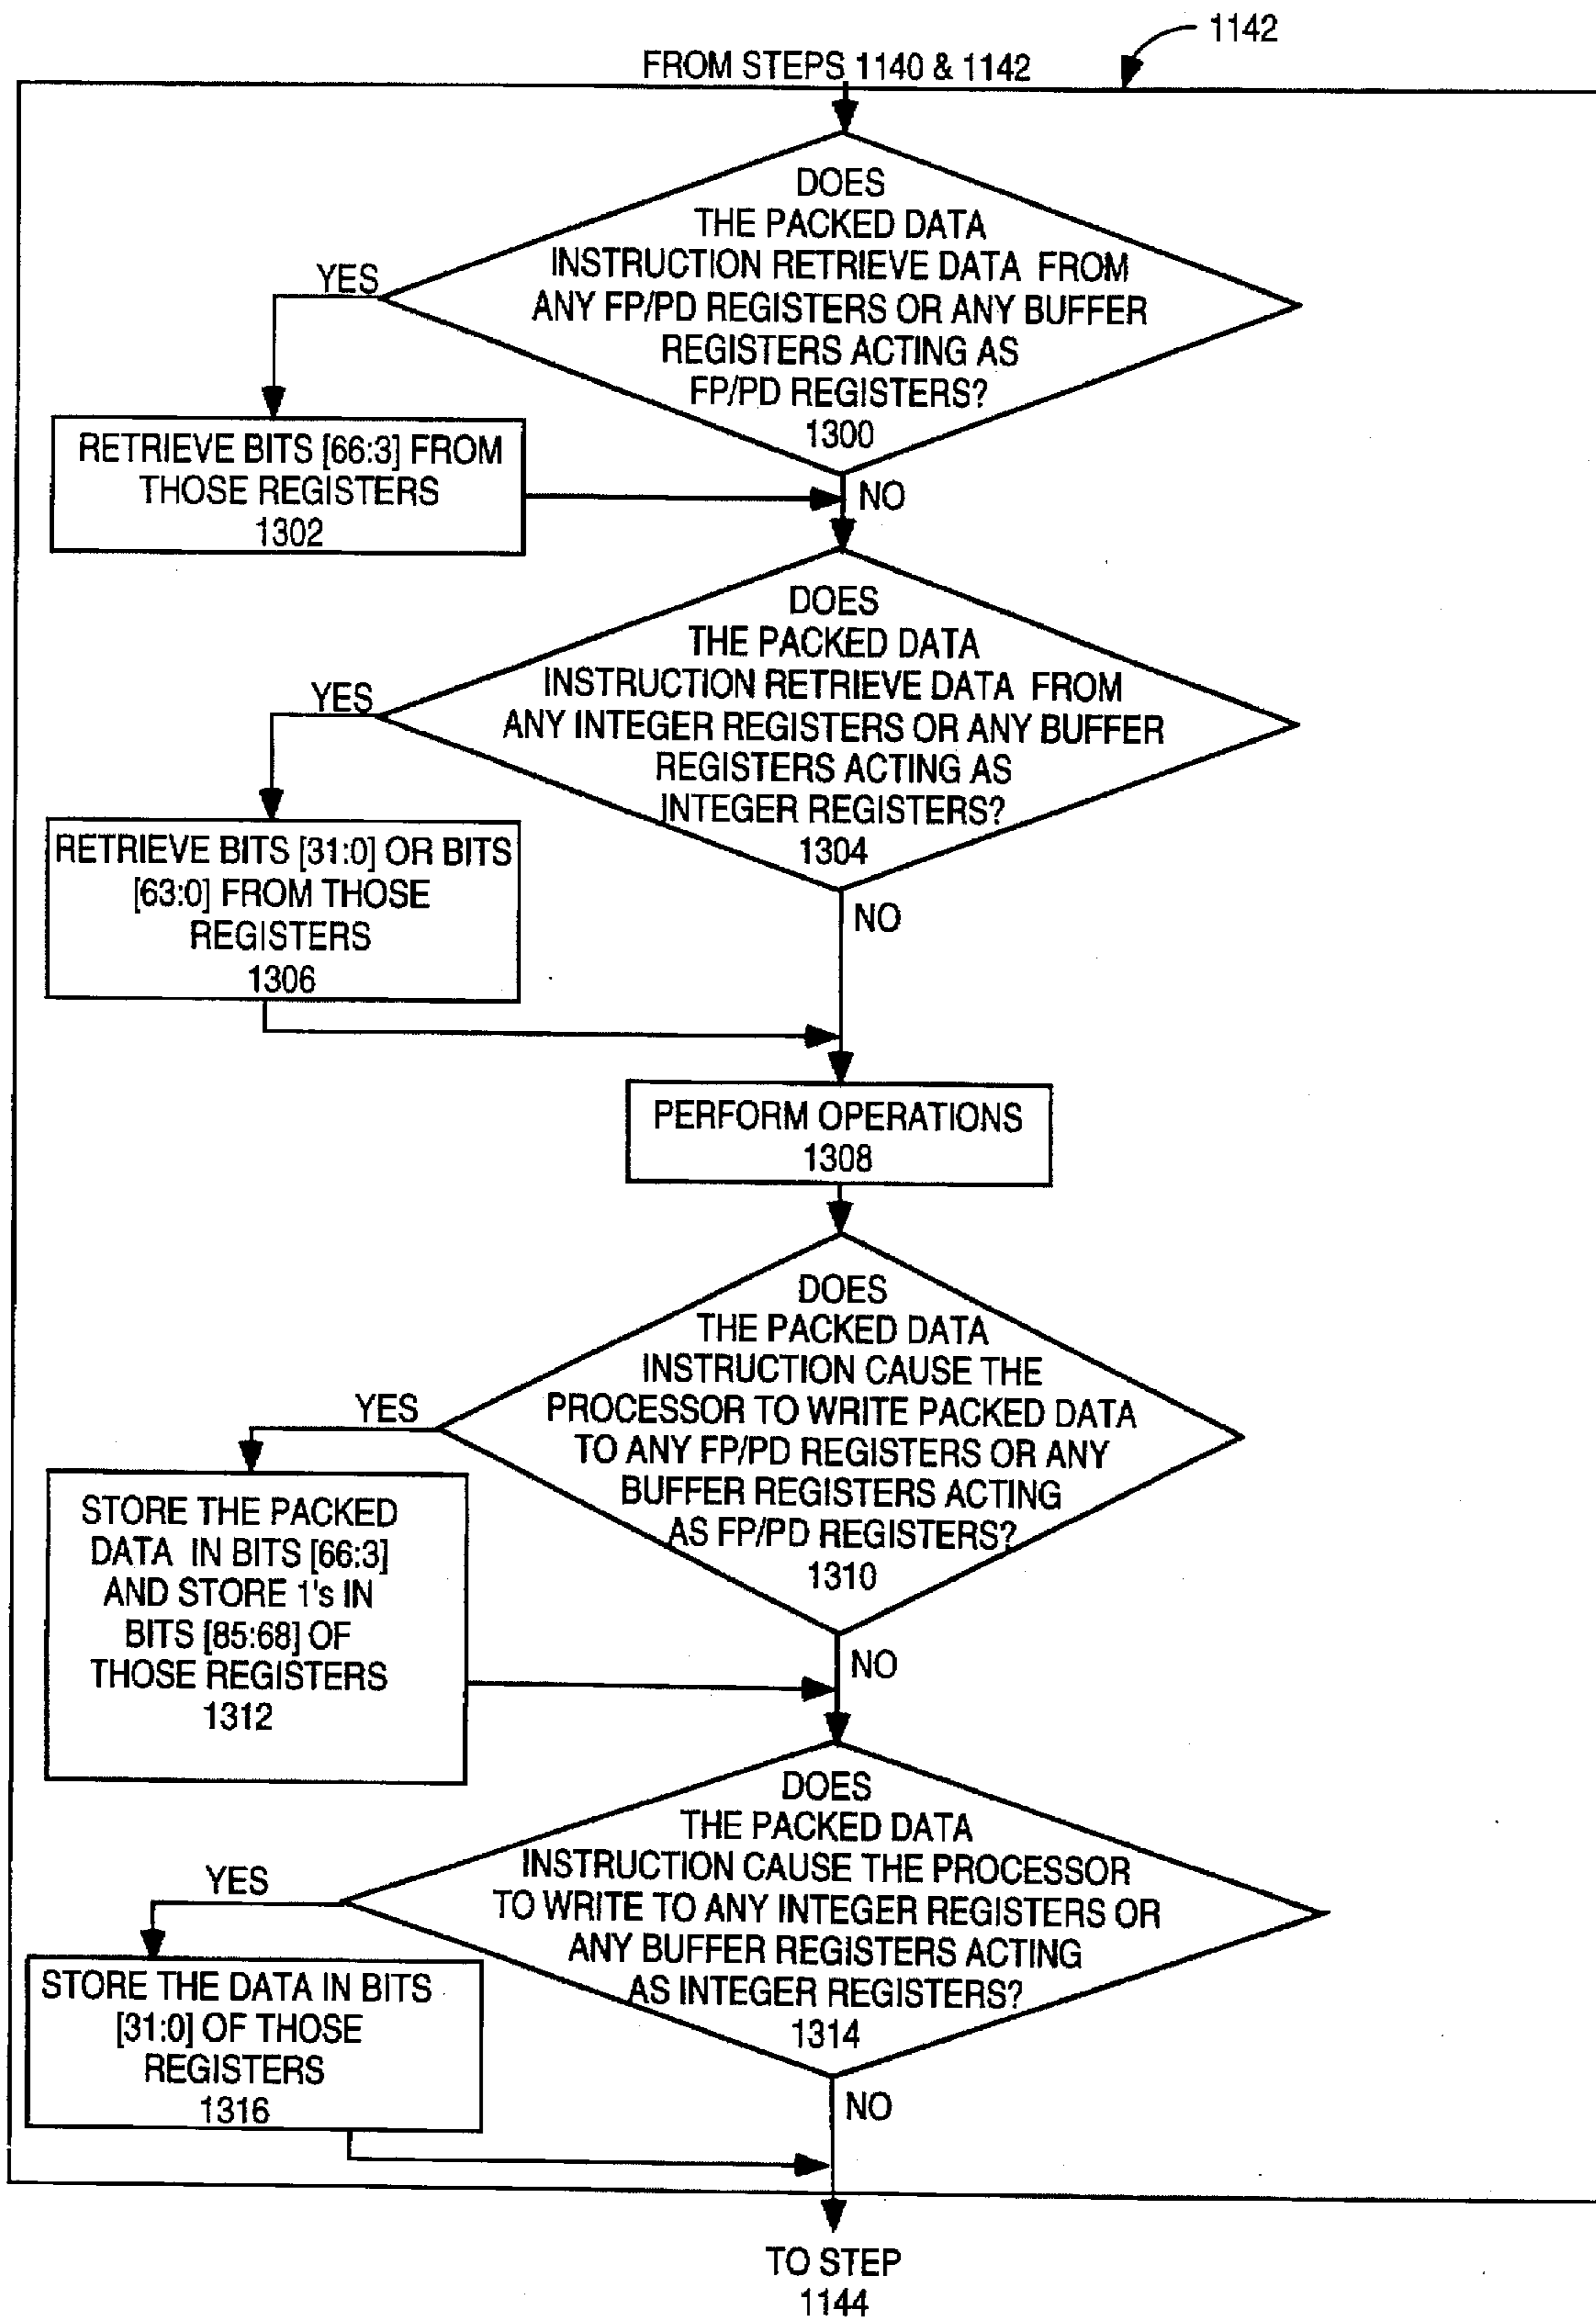 1142
FROM STEPS 1140 & 1142
DOES
THE PACKED DATA
INSTRUCTION RETRIEVE DATA FROM
ANY FP/PD REGISTERS OR ANY BUFFER
REGISTERS ACTING AS
FP/PD REGISTERS?
1300
YES
RETRIEVE BITS [66:3] FROM
THOSE REGISTERS
1302
NO
DOES
THE PACKED DATA
INSTRUCTION RETRIEVE DATA FROM
ANY INTEGER REGISTERS OR ANY BUFFER
REGISTERS ACTING AS
INTEGER REGISTERS?
1304
YES
RETRIEVE BITS [31:0] OR BITS
[63:0] FROM THOSE
REGISTERS
1306
NO
PERFORM OPERATIONS
1308
DOES
THE PACKED DATA
INSTRUCTION CAUSE THE
PROCESSOR TO WRITE PACKED DATA
TO ANY FP/PD REGISTERS OR ANY
BUFFER REGISTERS ACTING
AS FP/PD REGISTERS?
1310
YES
STORE THE PACKED
DATA IN BITS [66:3]
AND STORE 1's IN
BITS [85:68] OF
THOSE REGISTERS
1312
NO
DOES
THE PACKED DATA
INSTRUCTION CAUSE THE PROCESSOR
TO WRITE TO ANY INTEGER REGISTERS OR
ANY BUFFER REGISTERS ACTING
AS INTEGER REGISTERS?
1314
YES
STORE THE DATA IN BITS
[31:0] OF THOSE
REGISTERS
1316
NO
TO STEP
1144